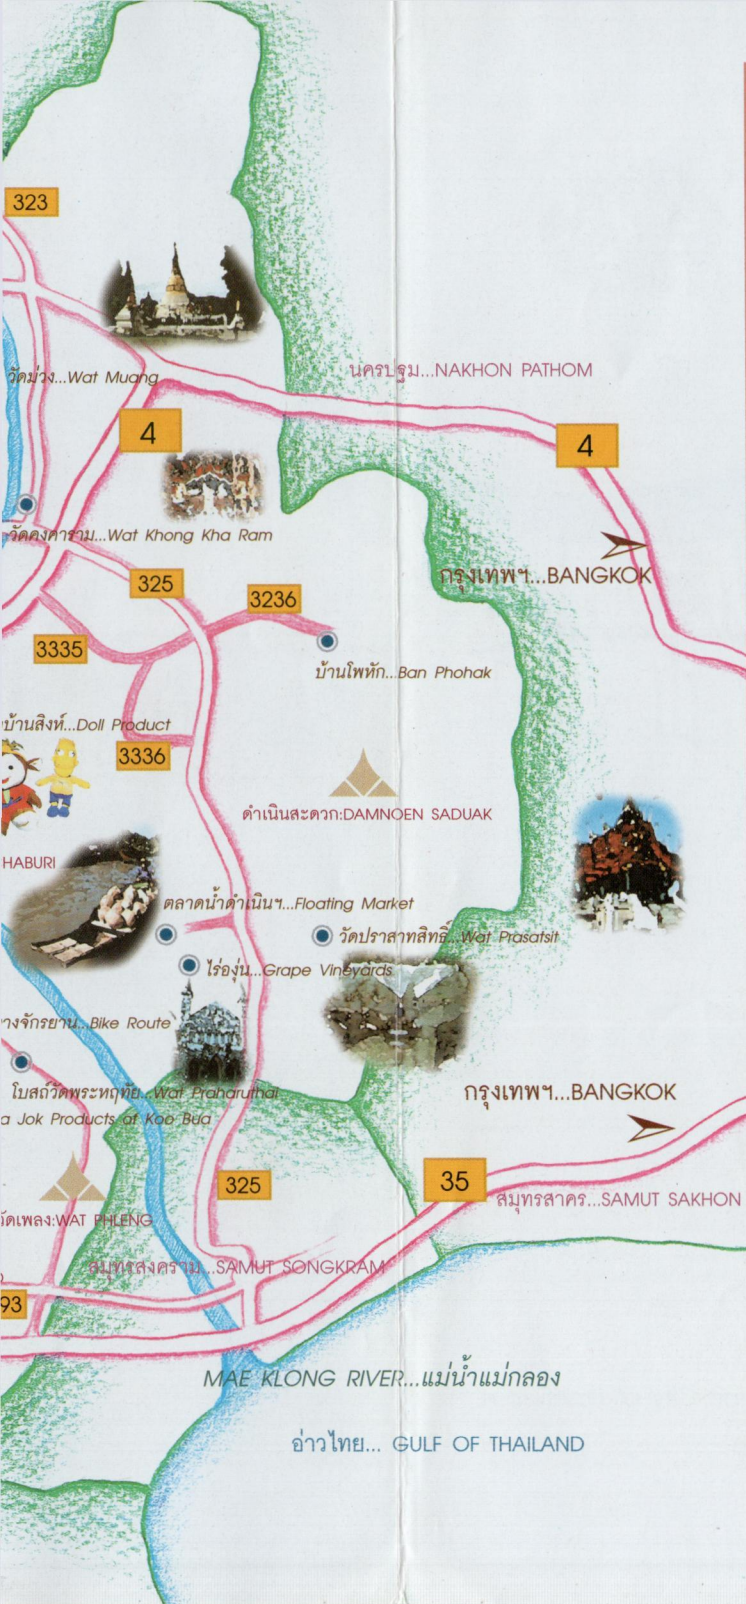 323
วัดม่วง...Wat Muang
นครปฐม...NAKHON PATHOM
4
4
วัดคงคาราม...Wat Khong Kha Ram
กรุงเทพฯ...BANGKOK
325
3236
3335
บ้านโพหัก...Ban Phohak
บ้านสิงห์...Doll Product
3336
ดำเนินสะดวก:DAMNOEN SADUAK
HABURI
ตลาดน้ำดำเนินฯ...Floating Market
วัดปราสาทสิทธิ์...Wat Prasatsit
ไร่องุ่น...Grape Vineyards
างจักรยาน...Bike Route
โบสถ์วัดพระหฤทัย...Wat Praharuthai
กรุงเทพฯ...BANGKOK
a Jok Products of Koo Bua
325
35
สมุทรสาคร...SAMUT SAKHON
วัดเพลง:WAT PHLENG
สมุทรสงคราม...SAMUT SONGKRAM
93
MAE KLONG RIVER...แม่น้ำแม่กลอง
อ่าวไทย... GULF OF THAILAND